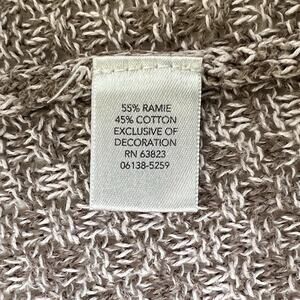 55% RAMIE
45% COTTON
EXCLUSIVE OF
DECORATION
RN 63823
06138-5259